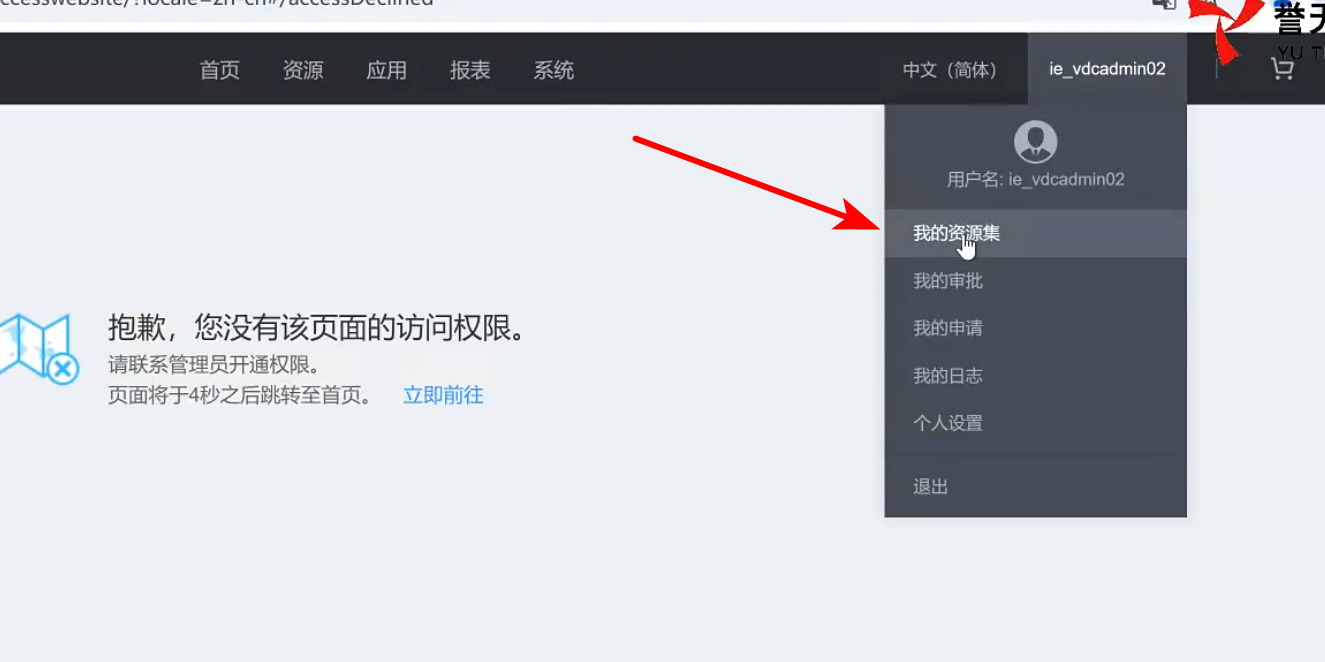 accesswebsite/?locale=zh-cn#/accessDeclined
首页 资源 应用 报表 系统 中文（简体） ie_vdcadmin02
YU T
用户名: ie_vdcadmin02
我的资源集
我的审批
我的申请
我的日志
个人设置
退出
抱歉，您没有该页面的访问权限。
请联系管理员开通权限。
页面将于4秒之后跳转至首页。 立即前往